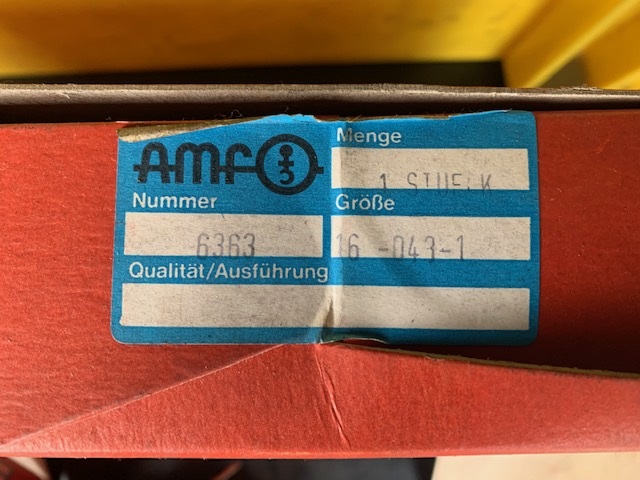 AMF
Menge
1 STUECK
Nummer
Größe
6363
16 -043-1
Qualität/Ausführung